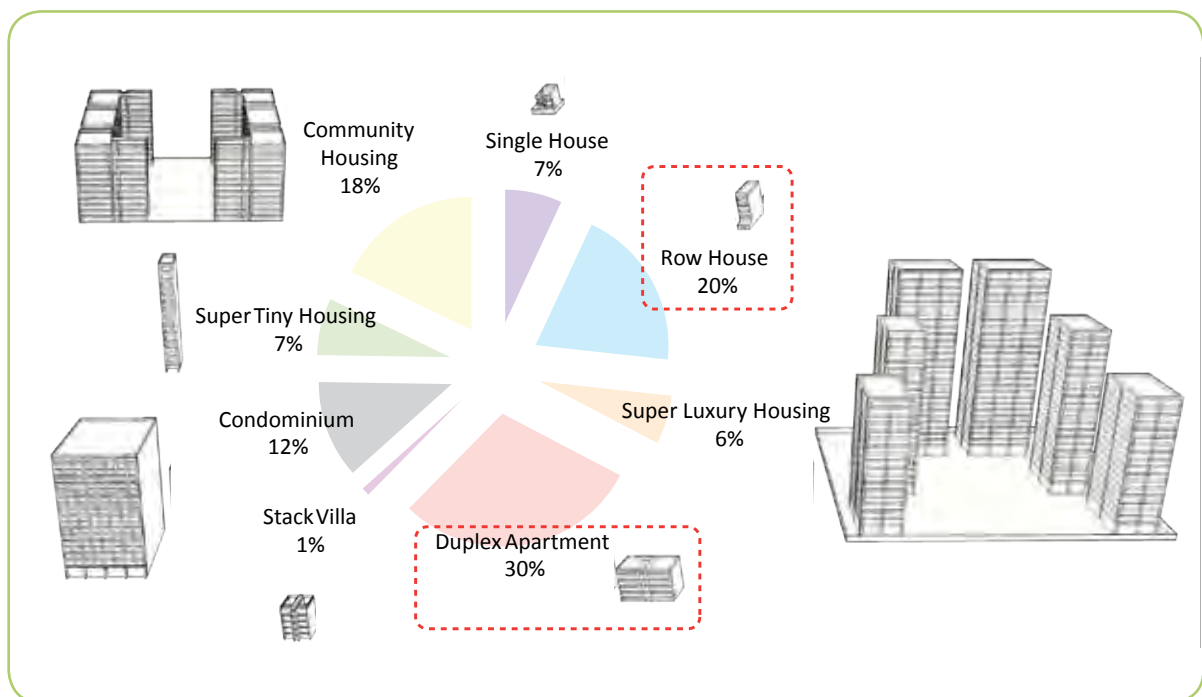 Community
Housing
18%
Single House
7%
Row House
20%
Super Tiny Housing
7%
Super Luxury Housing
6%
Condominium
12%
Stack Villa
1%
Duplex Apartment
30%